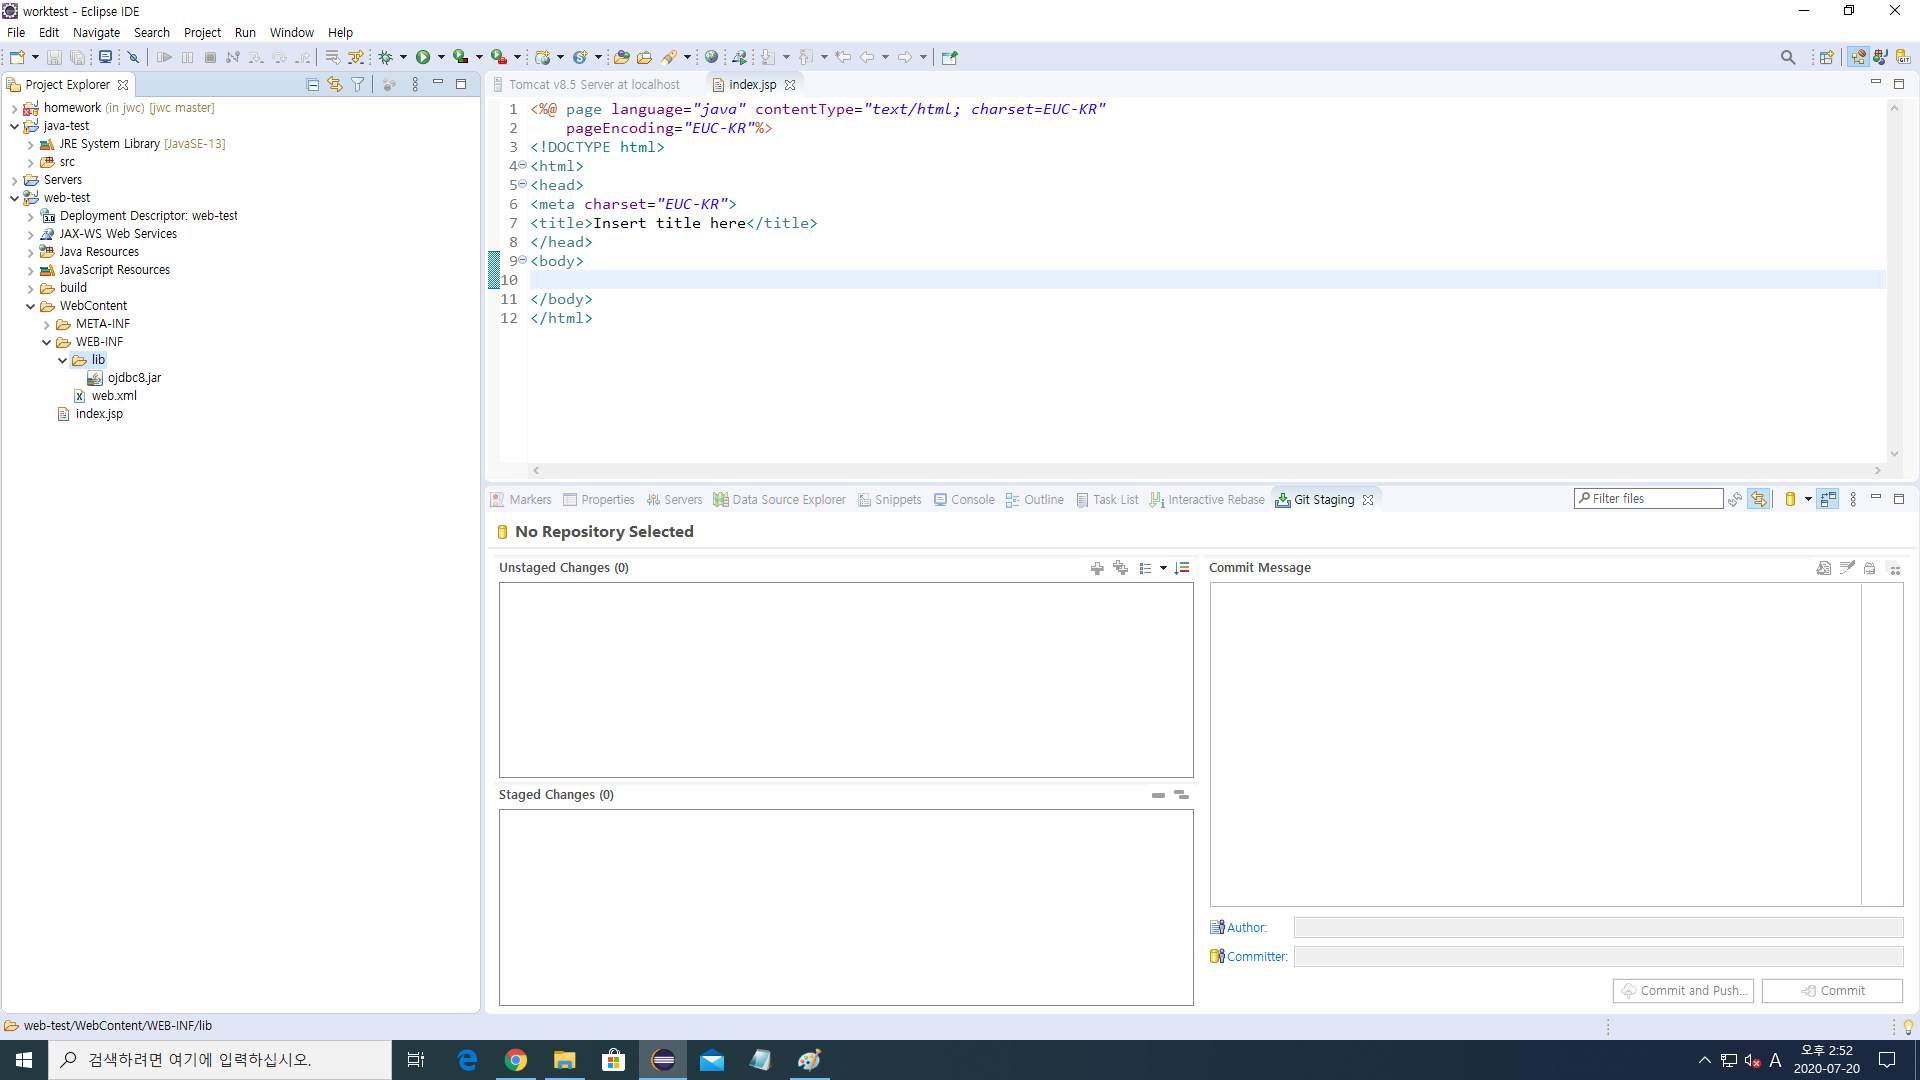 worktest - Eclipse IDE
File Edit Navigate Search Project Run Window Help
Project Explorer
homework (in jwc) [jwc master]
java-test
JRE System Library [JavaSE-13]
src
Servers
web-test
Deployment Descriptor: web-test
JAX-WS Web Services
Java Resources
JavaScript Resources
build
WebContent
META-INF
WEB-INF
lib
ojdbc8.jar
web.xml
index.jsp
Tomcat v8.5 Server at localhost index.jsp
1 <%@ page language="java" contentType="text/html; charset=EUC-KR"
2 pageEncoding="EUC-KR"%>
3 <!DOCTYPE html>
4 <html>
5 <head>
6 <meta charset="EUC-KR">
7 <title>Insert title here</title>
8 </head>
9 <body>
10
11 </body>
12 </html>
Markers Properties Servers Data Source Explorer Snippets Console Outline Task List Interactive Rebase Git Staging Filter files
No Repository Selected
Unstaged Changes (0)
Staged Changes (0)
Commit Message
Author:
Committer:
Commit and Push... Commit
web-test/WebContent/WEB-INF/lib
검색하려면 여기에 입력하십시오.
A
오후 2:52
2020-07-20